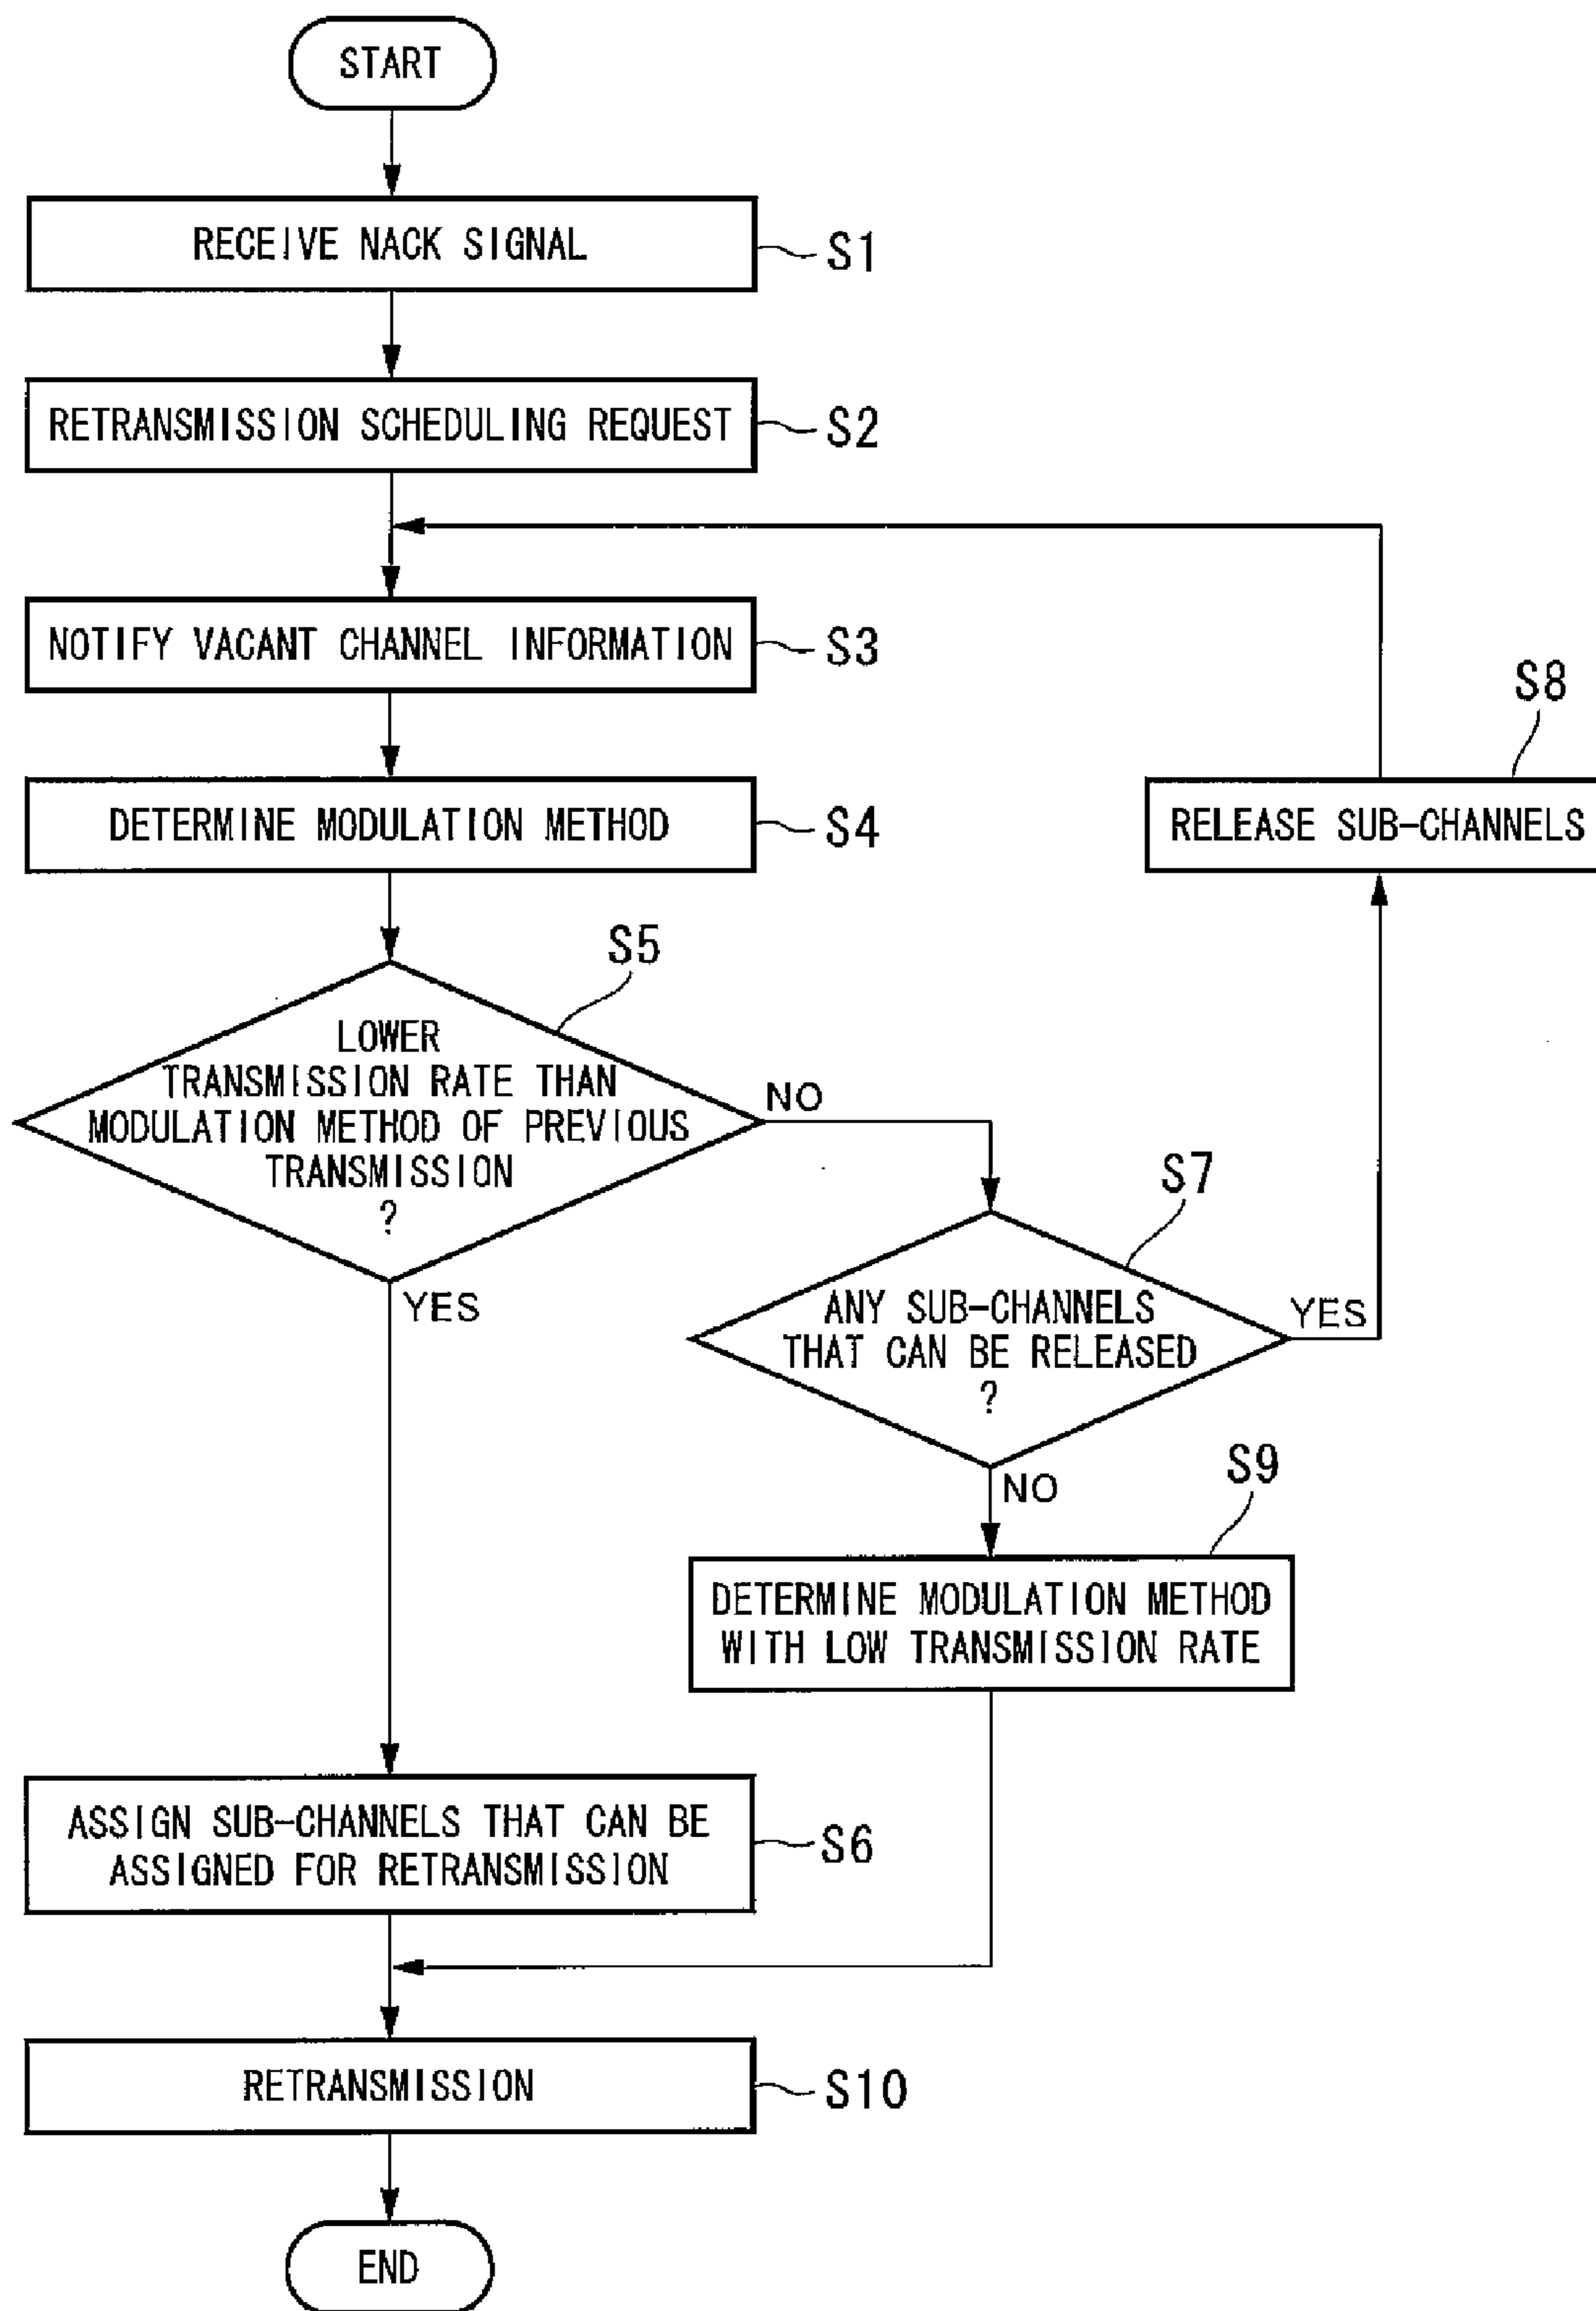 START
RECEIVE NACK SIGNAL
S1
RETRANSMISSION SCHEDULING REQUEST
S2
NOTIFY VACANT CHANNEL INFORMATION
S3
S8
DETERMINE MODULATION METHOD
S4
RELEASE SUB-CHANNELS
S5
LOWER
TRANSMISSION RATE THAN
MODULATION METHOD OF PREVIOUS
TRANSMISSION
?
NO
YES
S7
ANY SUB-CHANNELS
THAT CAN BE RELEASED
?
YES
NO
S9
DETERMINE MODULATION METHOD
WITH LOW TRANSMISSION RATE
ASSIGN SUB-CHANNELS THAT CAN BE
ASSIGNED FOR RETRANSMISSION
S6
RETRANSMISSION
S10
END